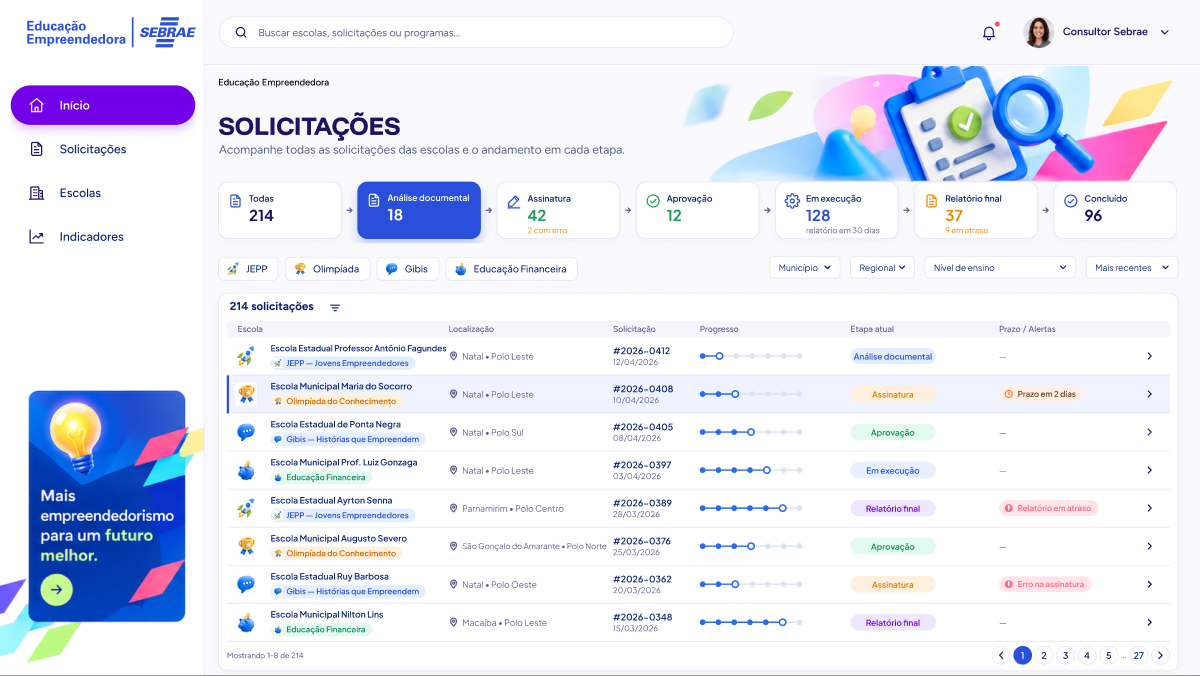 Educação
Empreendedora
SEBRAE
Buscar escolas, solicitações ou programas...
Consultor Sebrae
Início
Solicitações
Escolas
Indicadores
Mais
empreendedorismo
para um futuro
melhor.
Educação Empreendedora
SOLICITAÇÕES
Acompanhe todas as solicitações das escolas e o andamento em cada etapa.
Todas
214
Análise documental
18
Assinatura
42
2 com erro
Aprovação
12
Em execução
128
relatório em 30 dias
Relatório final
37
9 em atraso
Concluído
96
JEPP
Olimpíada
Gibis
Educação Financeira
Município
Regional
Nível de ensino
Mais recentes
214 solicitações
Escola Localização Solicitação Progresso Etapa atual Prazo / Alertas
Escola Estadual Professor Antônio Fagundes
JEPP — Jovens Empreendedores
Natal • Polo Leste
#2026-0412
12/04/2026
Análise documental
—
Escola Municipal Maria do Socorro
Olimpíada do Conhecimento
Natal • Polo Leste
#2026-0408
10/04/2026
Assinatura
Prazo em 2 dias
Escola Estadual de Ponta Negra
Gibis — Histórias que Empreendem
Natal • Polo Sul
#2026-0405
08/04/2026
Aprovação
—
Escola Municipal Prof. Luiz Gonzaga
Educação Financeira
Natal • Polo Leste
#2026-0397
03/04/2026
Em execução
—
Escola Estadual Ayrton Senna
JEPP — Jovens Empreendedores
Parnamirim • Polo Centro
#2026-0389
28/03/2026
Relatório final
Relatório em atraso
Escola Municipal Augusto Severo
Olimpíada do Conhecimento
São Gonçalo do Amarante • Polo Norte
#2026-0376
25/03/2026
Aprovação
—
Escola Estadual Ruy Barbosa
Gibis — Histórias que Empreendem
Natal • Polo Oeste
#2026-0362
20/03/2026
Assinatura
Erro na assinatura
Escola Municipal Nilton Lins
Educação Financeira
Macaíba • Polo Leste
#2026-0348
15/03/2026
Relatório final
—
Mostrando 1-8 de 214
1 2 3 4 5 ... 27